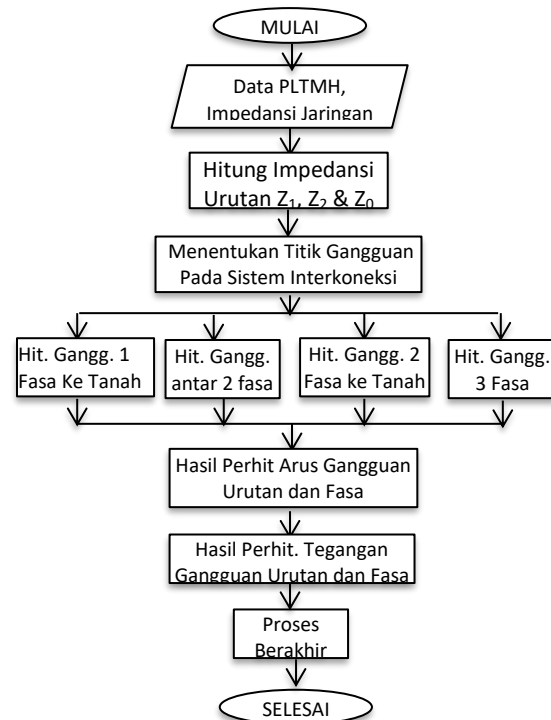 MULAI
Data PLTMH,
Impedansi Jaringan
Hitung Impedansi
Urutan Z₁, Z₂ & Z₀
Menentukan Titik Gangguan
Pada Sistem Interkoneksi
Hit. Gangg. 1
Fasa Ke Tanah
Hit. Gangg.
antar 2 fasa
Hit. Gangg. 2
Fasa ke Tanah
Hit. Gangg.
3 Fasa
Hasil Perhit Arus Gangguan
Urutan dan Fasa
Hasil Perhit. Tegangan
Gangguan Urutan dan Fasa
Proses
Berakhir
SELESAI